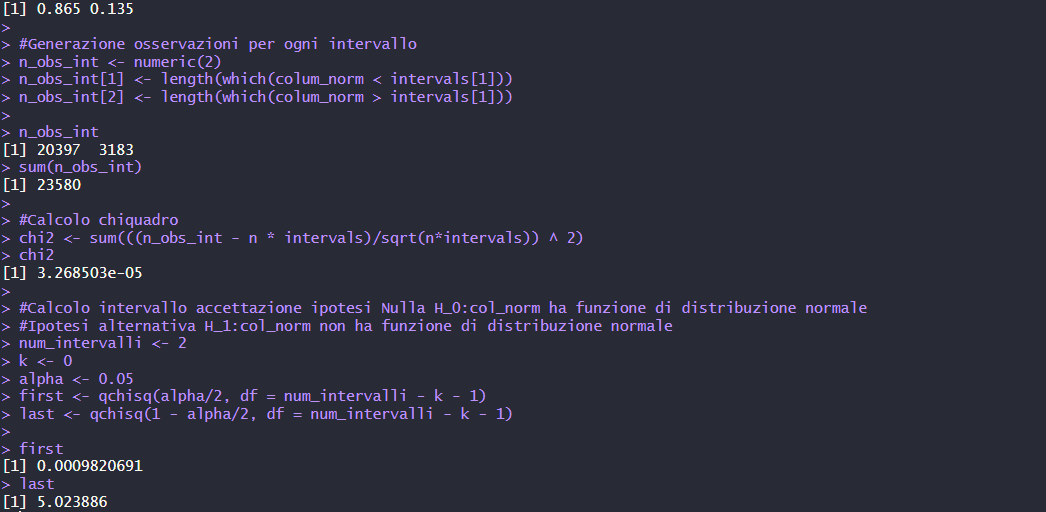 [1] 0.865 0.135
>
> #Generazione osservazioni per ogni intervallo
> n_obs_int <- numeric(2)
> n_obs_int[1] <- length(which(colum_norm < intervals[1]))
> n_obs_int[2] <- length(which(colum_norm > intervals[1]))
>
> n_obs_int
[1] 20397  3183
> sum(n_obs_int)
[1] 23580
>
> #Calcolo chiquadro
> chi2 <- sum(((n_obs_int - n * intervals)/sqrt(n*intervals)) ^ 2)
> chi2
[1] 3.268503e-05
>
> #Calcolo intervallo accettazione ipotesi Nulla H_0:col_norm ha funzione di distribuzione normale
> #Ipotesi alternativa H_1:col_norm non ha funzione di distribuzione normale
> num_intervalli <- 2
> k <- 0
> alpha <- 0.05
> first <- qchisq(alpha/2, df = num_intervalli - k - 1)
> last <- qchisq(1 - alpha/2, df = num_intervalli - k - 1)
>
> first
[1] 0.0009820691
> last
[1] 5.023886